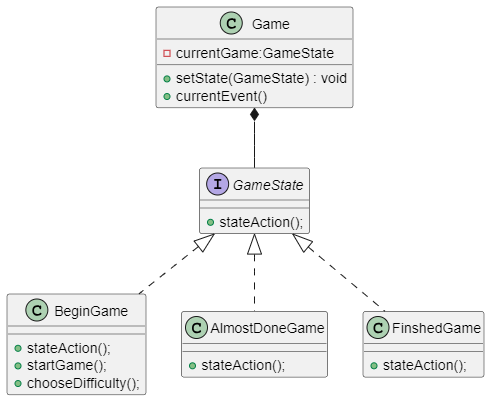 C Game
currentGame:GameState
setState(GameState) : void
currentEvent()
I GameState
stateAction();
C BeginGame
stateAction();
startGame();
chooseDifficulty();
C AlmostDoneGame
stateAction();
C FinshedGame
stateAction();